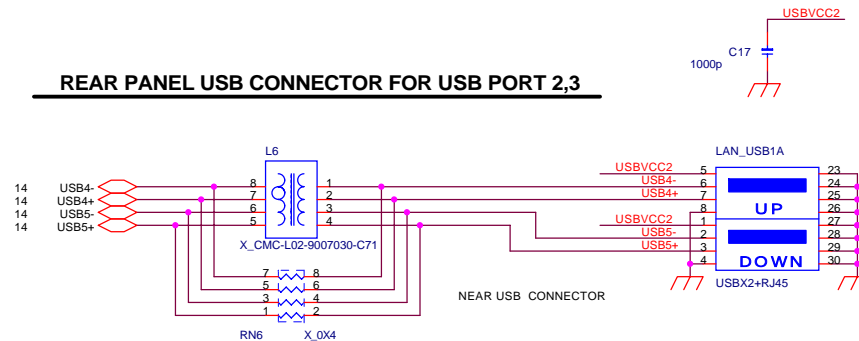 USBVCC2
C17
1000p
REAR PANEL USB CONNECTOR FOR USB PORT 2,3
L6
LAN_USB1A
USBVCC2 5 23
14 USB4- 8 1 USB4- 6 24
14 USB4+ 7 2 USB4+ 7 25
14 USB5- 6 3 8 UP 26
14 USB5+ 5 4 USBVCC2 1 27
USB5- 2 28
X_CMC-L02-9007030-C71 USB5+ 3 29
4 DOWN 30
7 8
5 6
3 4
1 2
NEAR USB CONNECTOR
USBX2+RJ45
RN6 X_0X4